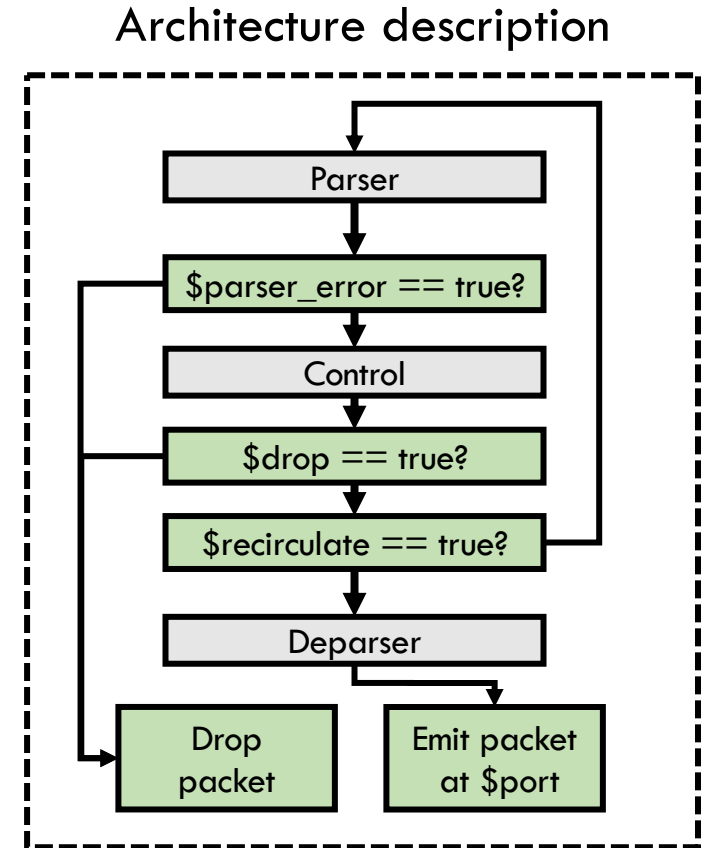 Architecture description
Parser
$parser_error == true?
Control
$drop == true?
$recirculate == true?
Deparser
Drop
packet
Emit packet
at $port